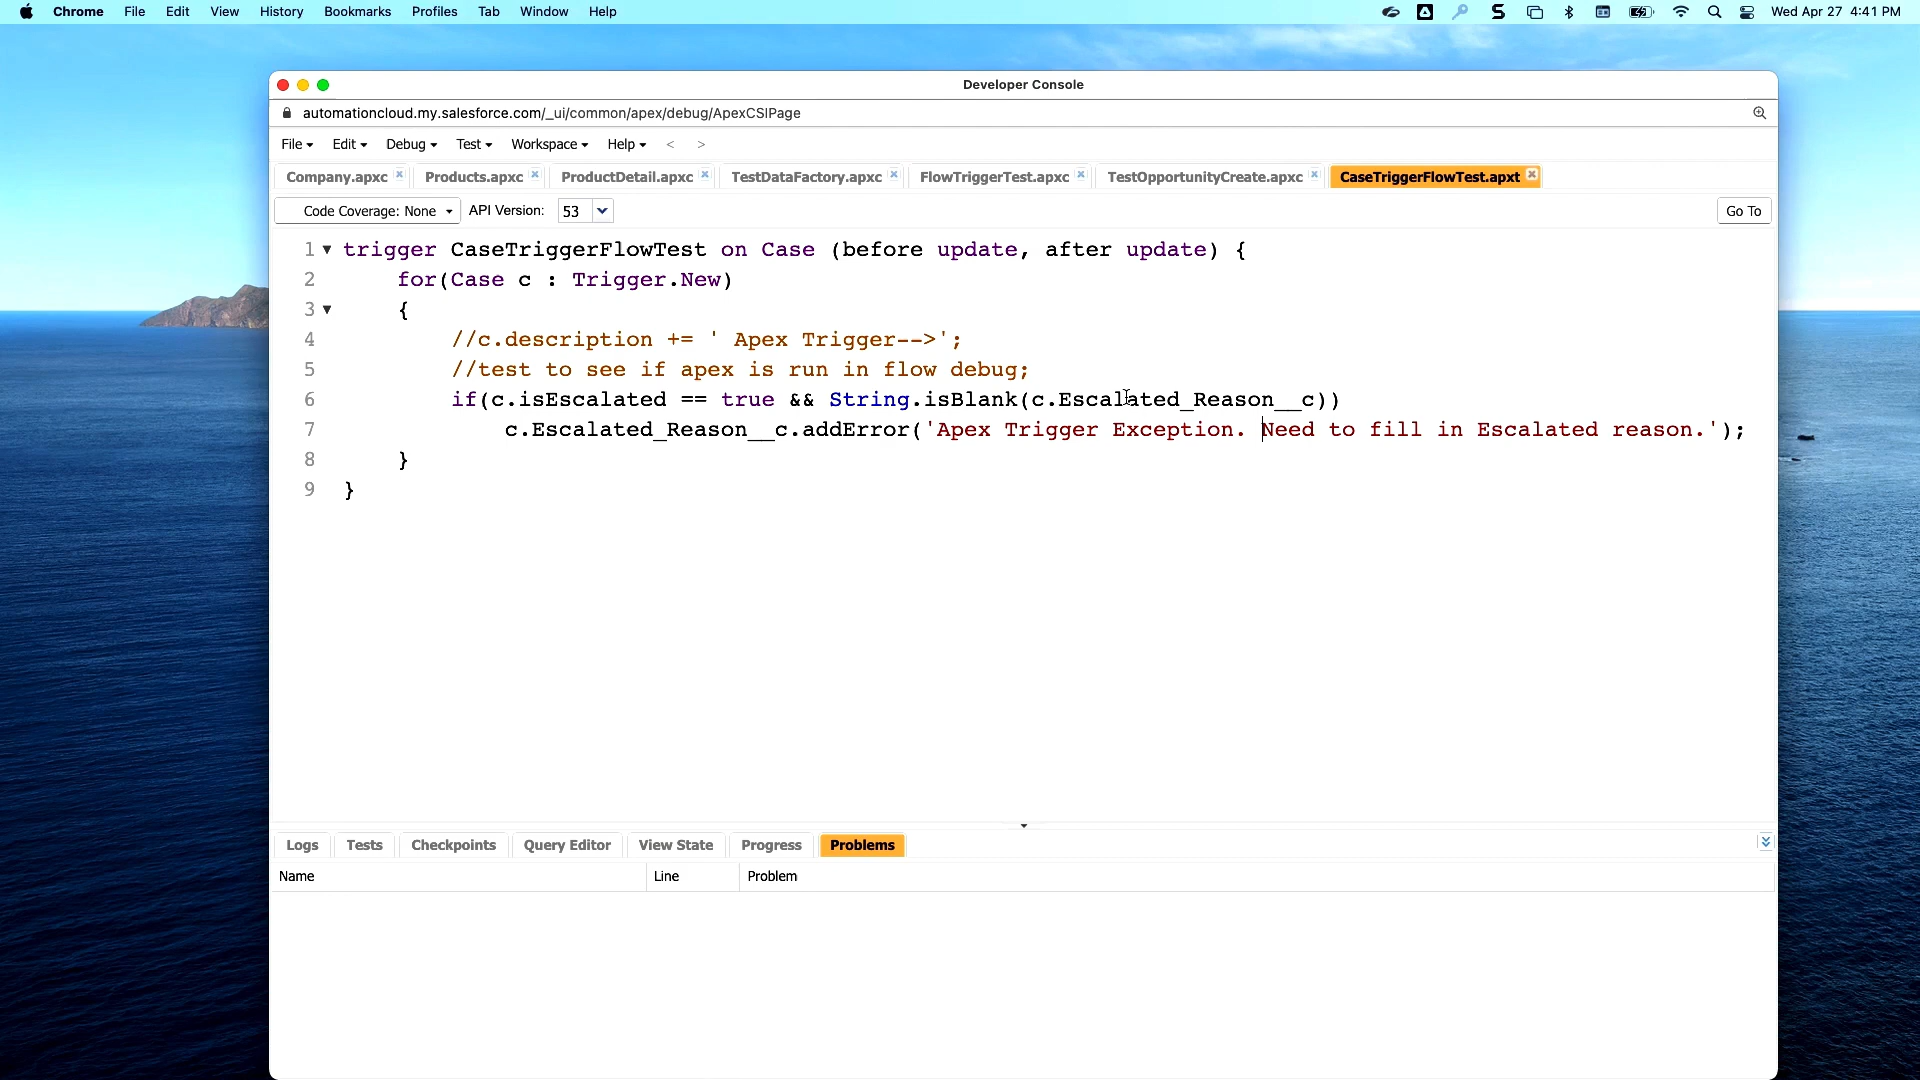 Chrome File Edit View History Bookmarks Profiles Tab Window Help Wed Apr 27 4:41 PM
Developer Console
automationcloud.my.salesforce.com/_ui/common/apex/debug/ApexCSIPage
File Edit Debug Test Workspace Help < >
Company.apxc Products.apxc ProductDetail.apxc TestDataFactory.apxc FlowTriggerTest.apxc TestOpportunityCreate.apxc CaseTriggerFlowTest.apxt
Code Coverage: None API Version: 53 Go To
1 trigger CaseTriggerFlowTest on Case (before update, after update) {
2 for(Case c : Trigger.New)
3 {
4 //c.description += ' Apex Trigger-->';
5 //test to see if apex is run in flow debug;
6 if(c.isEscalated == true && String.isBlank(c.Escalated_Reason__c))
7 c.Escalated_Reason__c.addError('Apex Trigger Exception. Need to fill in Escalated reason.');
8 }
9 }
Logs Tests Checkpoints Query Editor View State Progress Problems
Name Line Problem